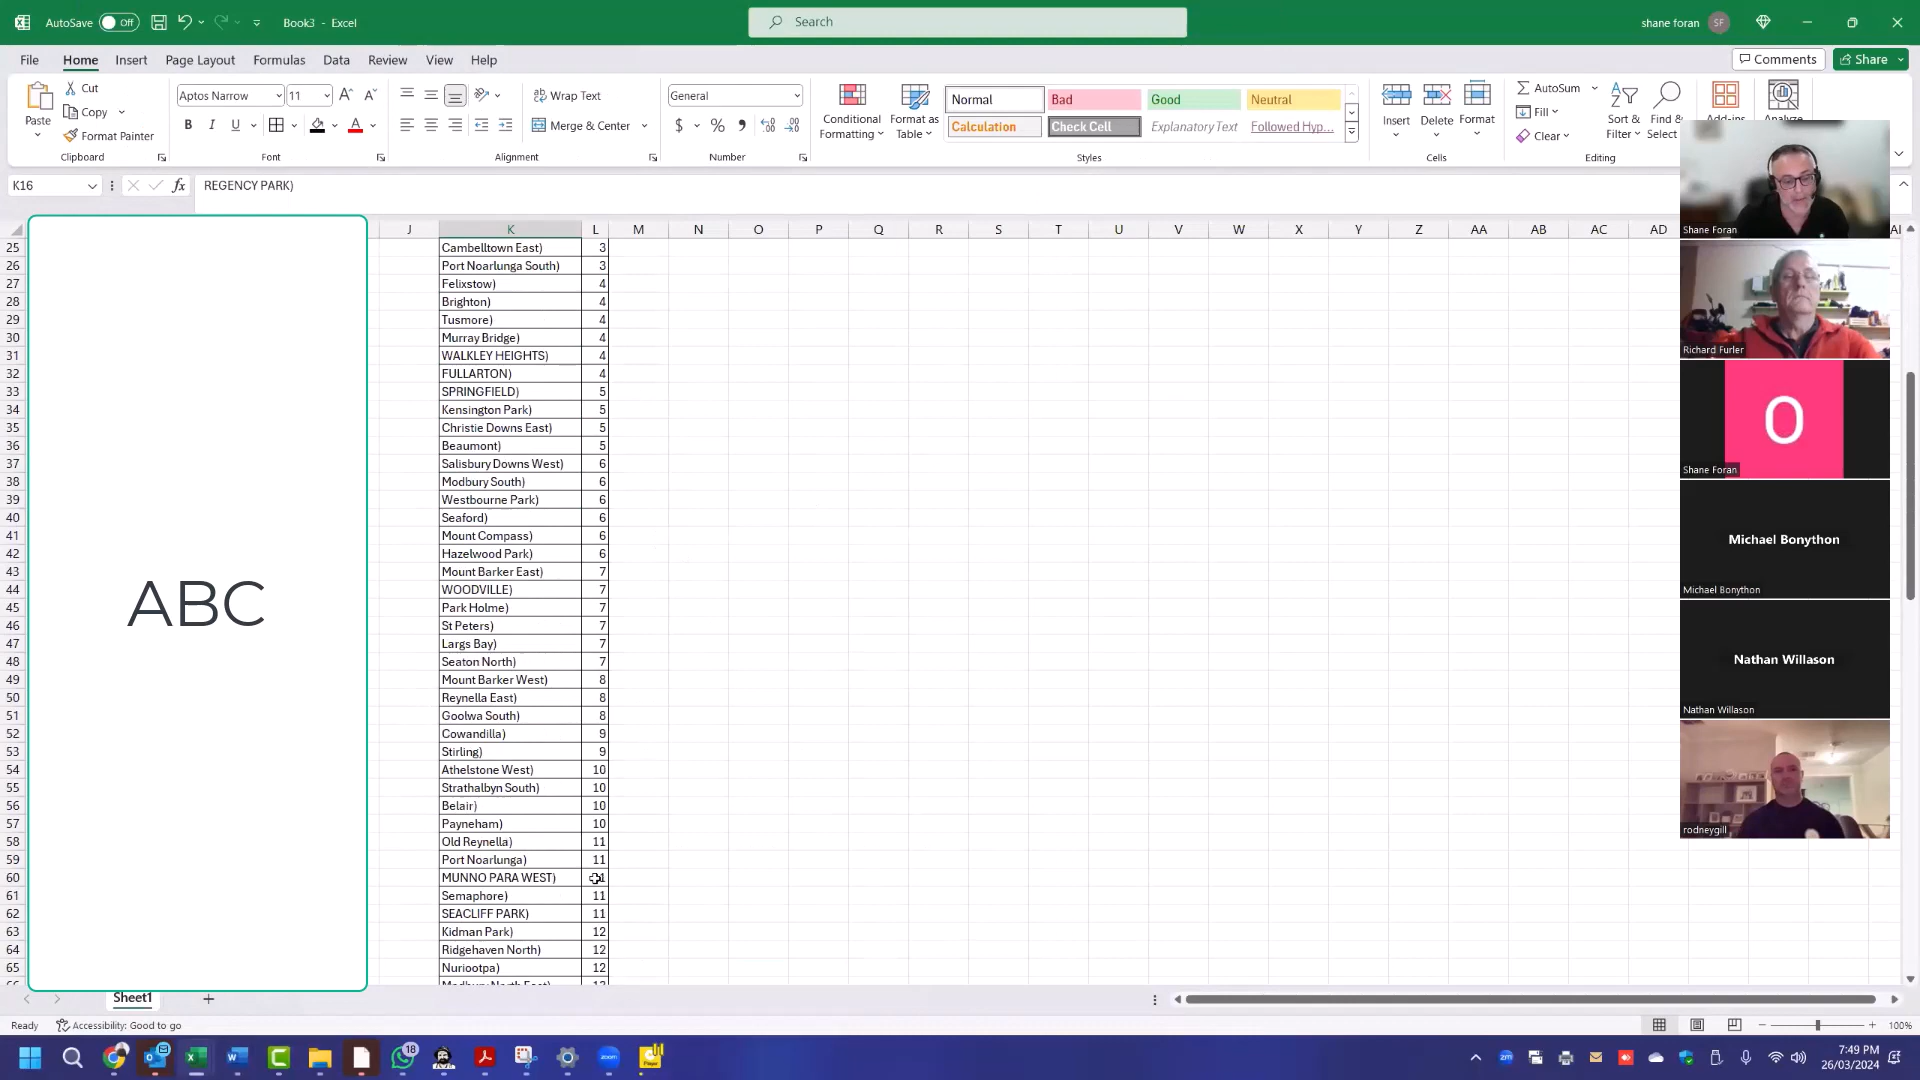 AutoSave Off Book3 - Excel Search shane foran SF
File Home Insert Page Layout Formulas Data Review View Help Comments Share
Paste Cut Copy Format Painter Clipboard
Aptos Narrow 11 B I U Font
Wrap Text Merge & Center Alignment
General $ % Number
Conditional Formatting Format as Table
Normal Bad Good Neutral
Calculation Check Cell Explanatory Text Followed Hyp...
Styles
Insert Delete Format Cells
AutoSum Fill Clear Sort & Filter Find & Select Editing
Add-ins Analyze
K16 fx REGENCY PARK)
J K L M N O P Q R S T U V W X Y Z AA AB AC AD
25 Cambelltown East) 3
26 Port Noarlunga South) 3
27 Felixstow) 4
28 Brighton) 4
29 Tusmore) 4
30 Murray Bridge) 4
31 WALKLEY HEIGHTS) 4
32 FULLARTON) 4
33 SPRINGFIELD) 5
34 Kensington Park) 5
35 Christie Downs East) 5
36 Beaumont) 5
37 Salisbury Downs West) 6
38 Modbury South) 6
39 Westbourne Park) 6
40 Seaford) 6
41 Mount Compass) 6
42 Hazelwood Park) 6
43 Mount Barker East) 7
44 WOODVILLE) 7
45 Park Holme) 7
46 St Peters) 7
47 Largs Bay) 7
48 Seaton North) 7
49 Mount Barker West) 8
50 Reynella East) 8
51 Goolwa South) 8
52 Cowandilla) 9
53 Stirling) 9
54 Athelstone West) 10
55 Strathalbyn South) 10
56 Belair) 10
57 Payneham) 10
58 Old Reynella) 11
59 Port Noarlunga) 11
60 MUNNO PARA WEST)
61 Semaphore) 11
62 SEACLIFF PARK) 11
63 Kidman Park) 12
64 Ridgehaven North) 12
65 Nuriootpa) 12
ABC
Shane Foran
Richard Furler
O
Shane Foran
Michael Bonython
Michael Bonython
Nathan Willason
Nathan Willason
rodneygill
Sheet1
Ready Accessibility: Good to go 100%
18
zoom
zm
7:49 PM
26/03/2024